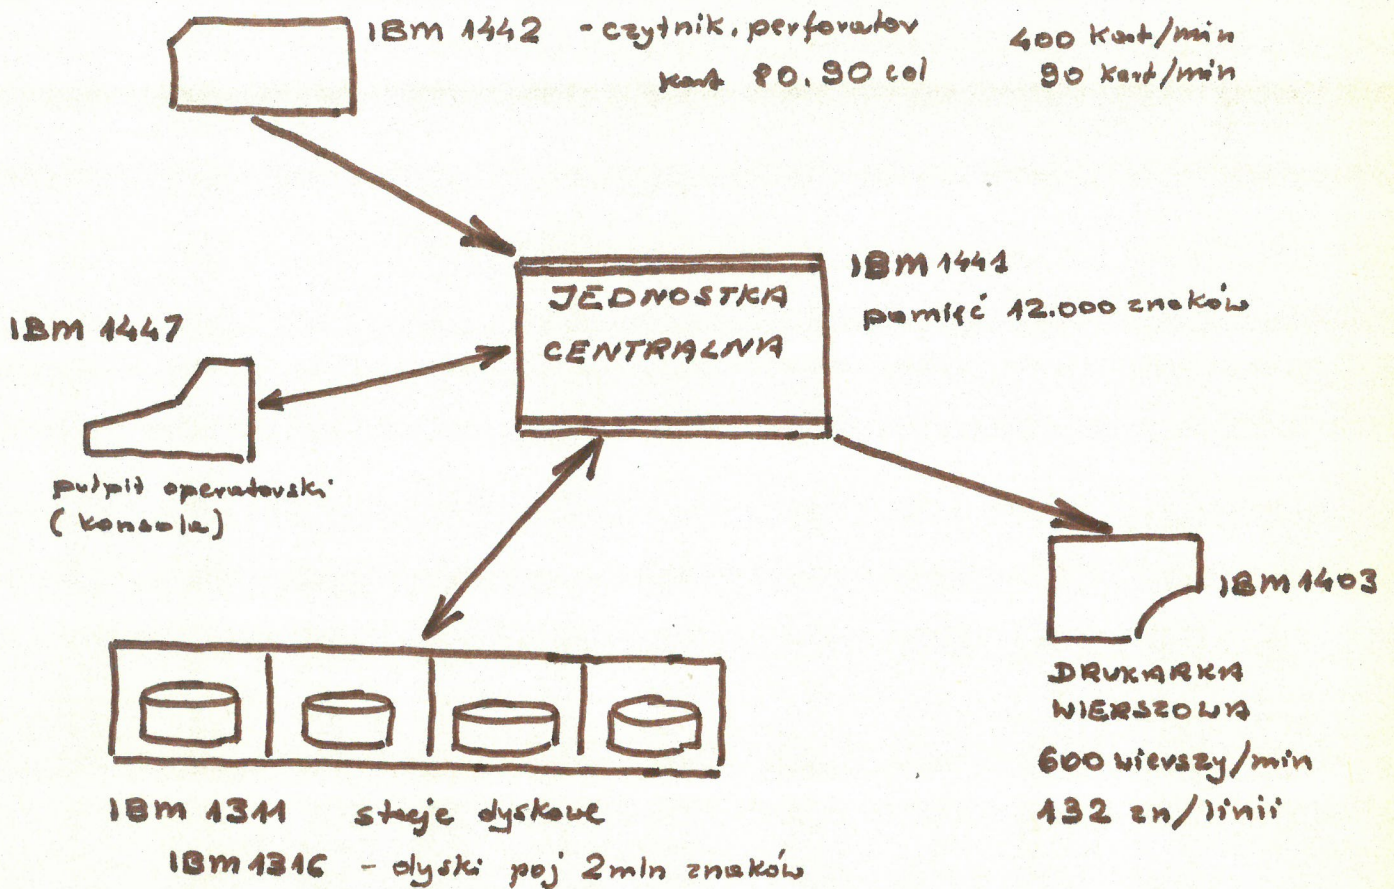 IBM 1442 - czytnik, perforator 400 kart/min
kart 80, 90 col 90 kart/min
IBM 1441
JEDNOSTKA
pamięć 12.000 znaków
CENTRALNA
IBM 1447
pulpit operatorski
(konsola)
IBM 1403
DRUKARKA
WIERSZOWA
600 wierszy/min
132 zn/linii
IBM 1311 stacje dyskowe
IBM 1316 - dyski poj 2mln znaków